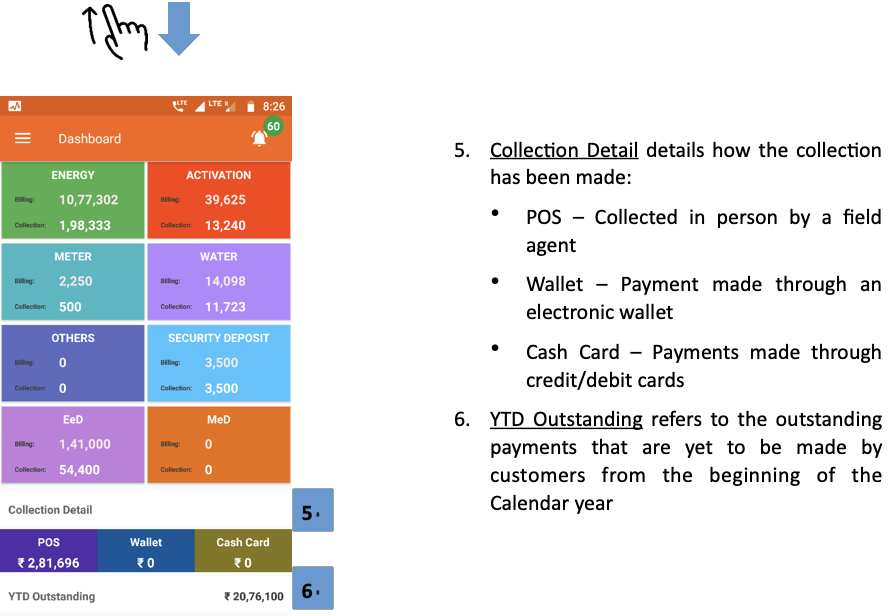 LTE LTE 8:26
Dashboard 60
ENERGY ACTIVATION
Billing: 10,77,302 Billing: 39,625
Collection: 1,98,333 Collection: 13,240
METER WATER
Billing: 2,250 Billing: 14,098
Collection: 500 Collection: 11,723
OTHERS SECURITY DEPOSIT
Billing: 0 Billing: 3,500
Collection: 0 Collection: 3,500
EeD MeD
Billing: 1,41,000 Billing: 0
Collection: 54,400 Collection: 0
Collection Detail
5
POS Wallet Cash Card
₹ 2,81,696 ₹ 0 ₹ 0
YTD Outstanding ₹ 20,76,100
6
5. Collection Detail details how the collection
has been made:
• POS – Collected in person by a field
agent
• Wallet – Payment made through an
electronic wallet
• Cash Card – Payments made through
credit/debit cards
6. YTD Outstanding refers to the outstanding
payments that are yet to be made by
customers from the beginning of the
Calendar year